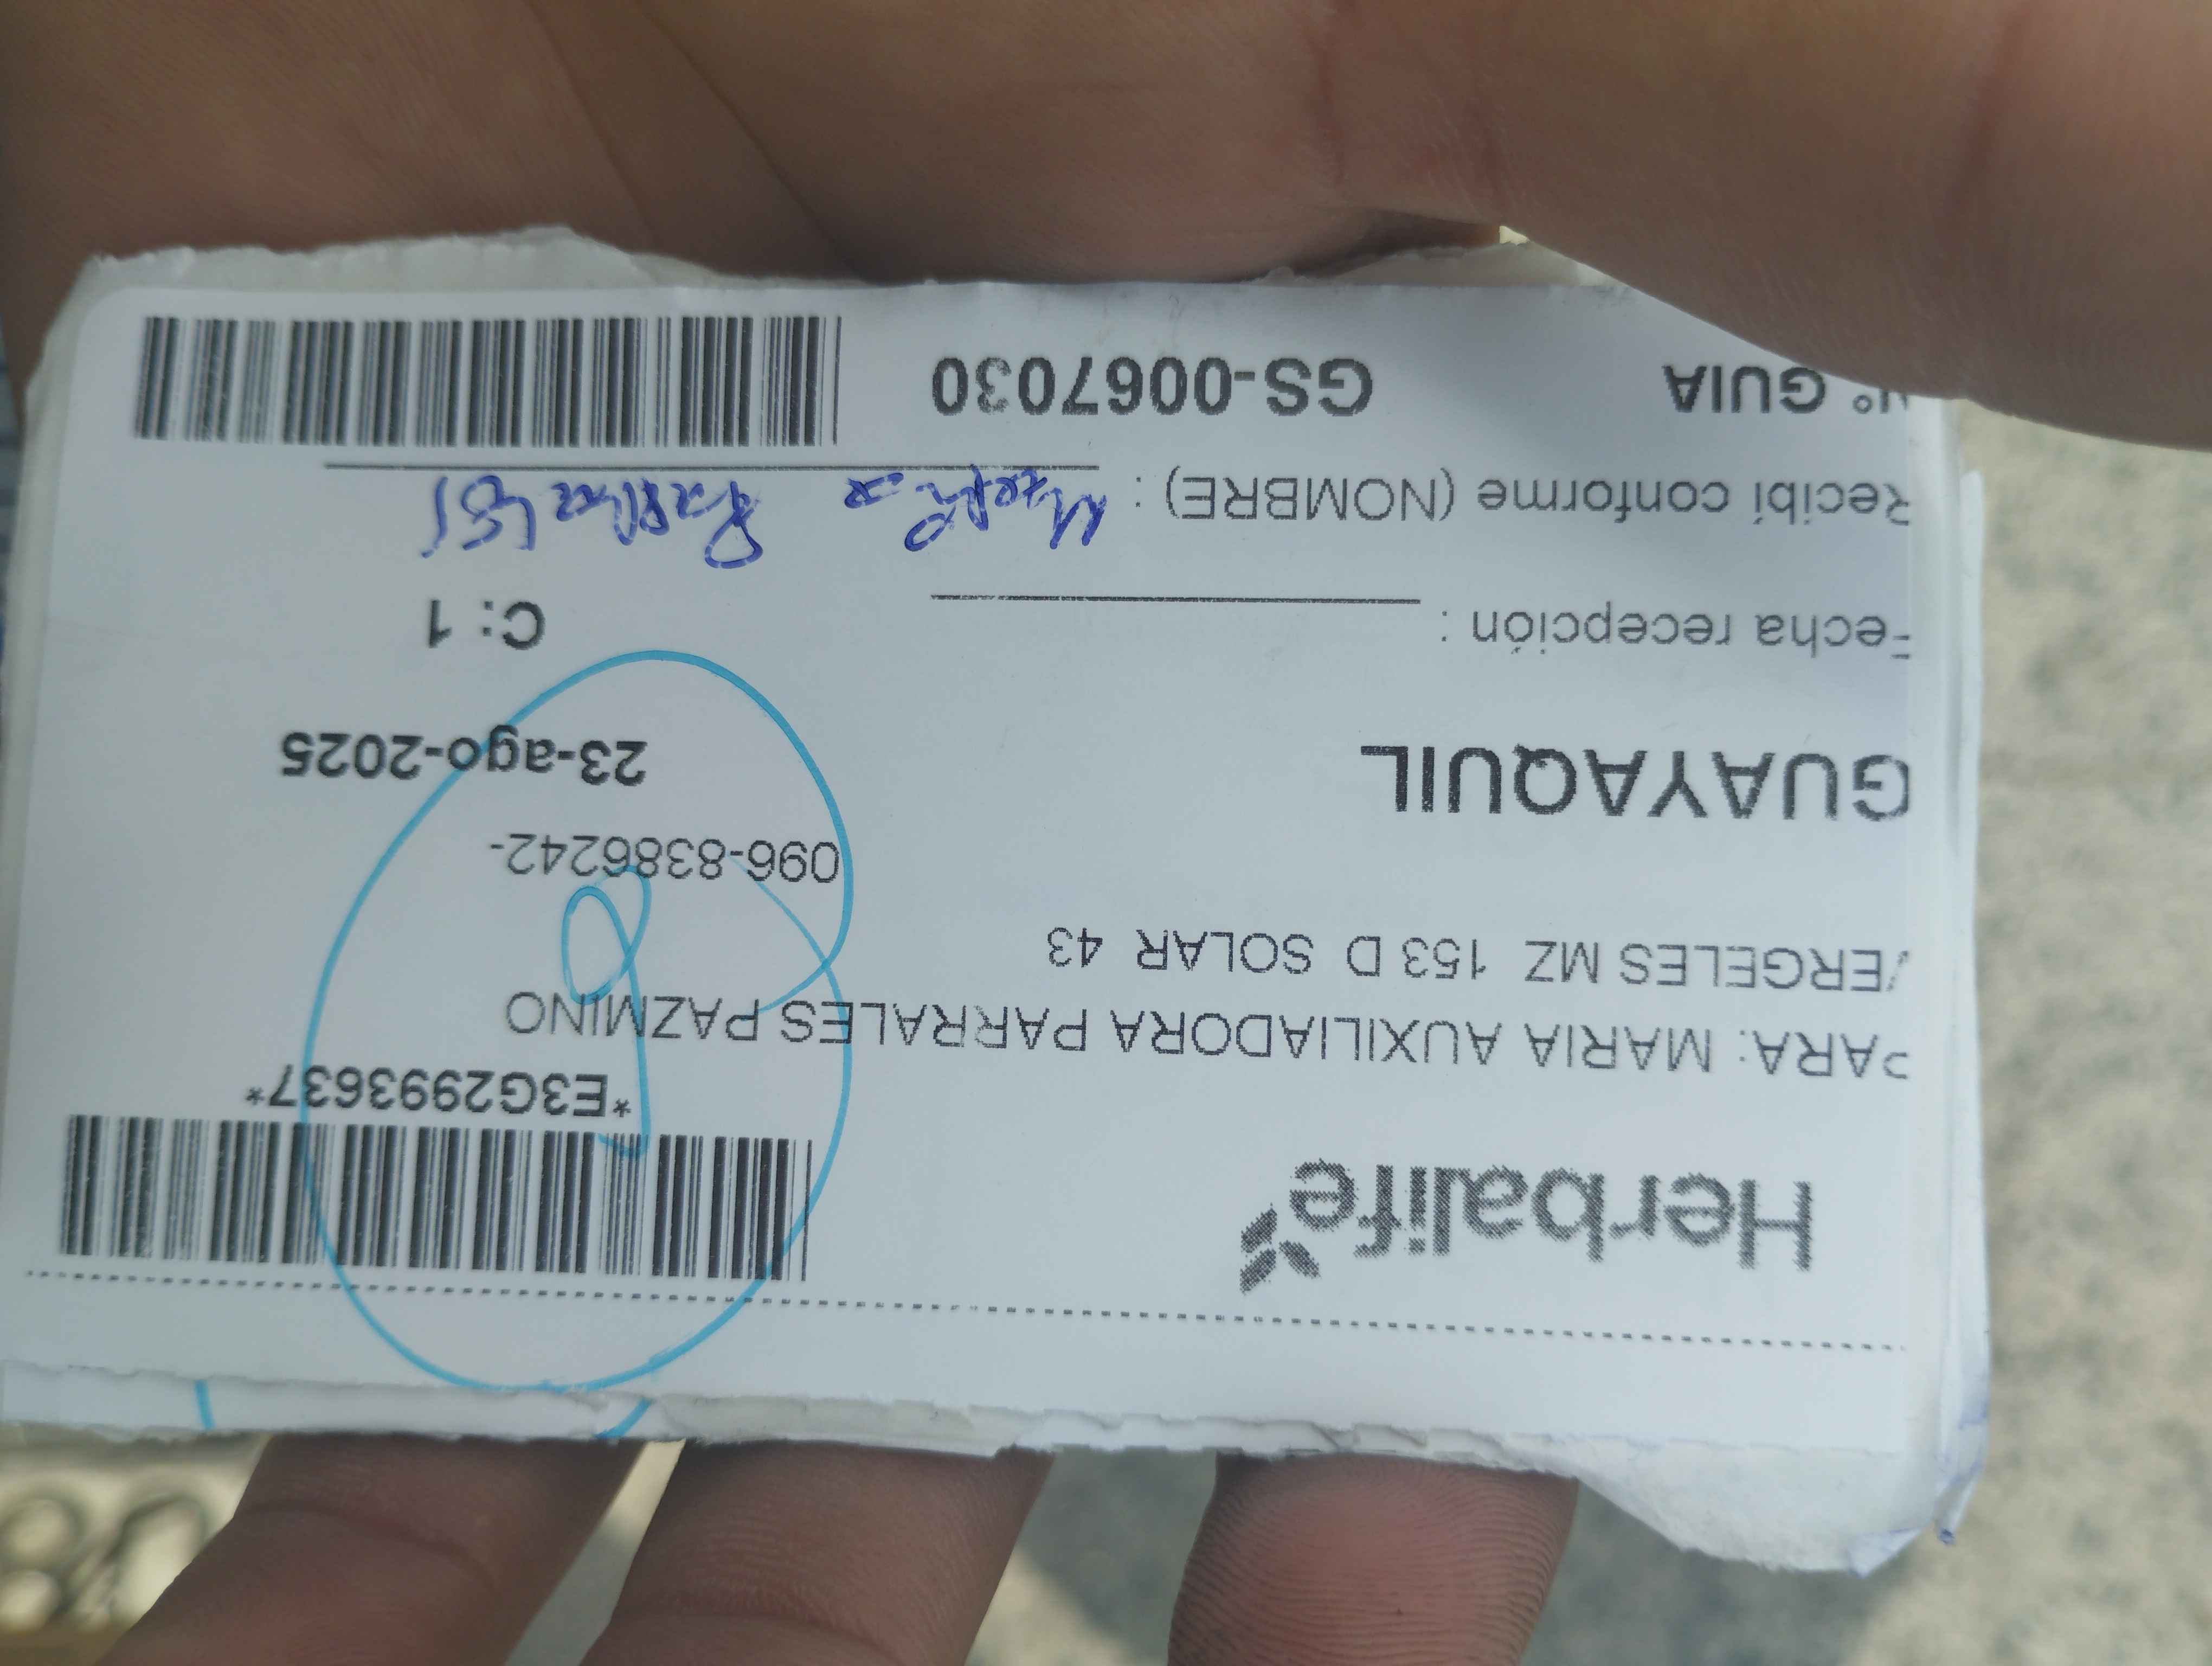 Herbalife
*E3G2993637*
PARA: MARIA AUXILIADORA PARRALES PAZMINO
VERGELES MZ 153 D SOLAR 43
096-8386242-
GUAYAQUIL
23-ago-2025
Fecha recepción :
C: 1
Recibí conforme (NOMBRE) : Parrales
N° GUIA GS-0067030